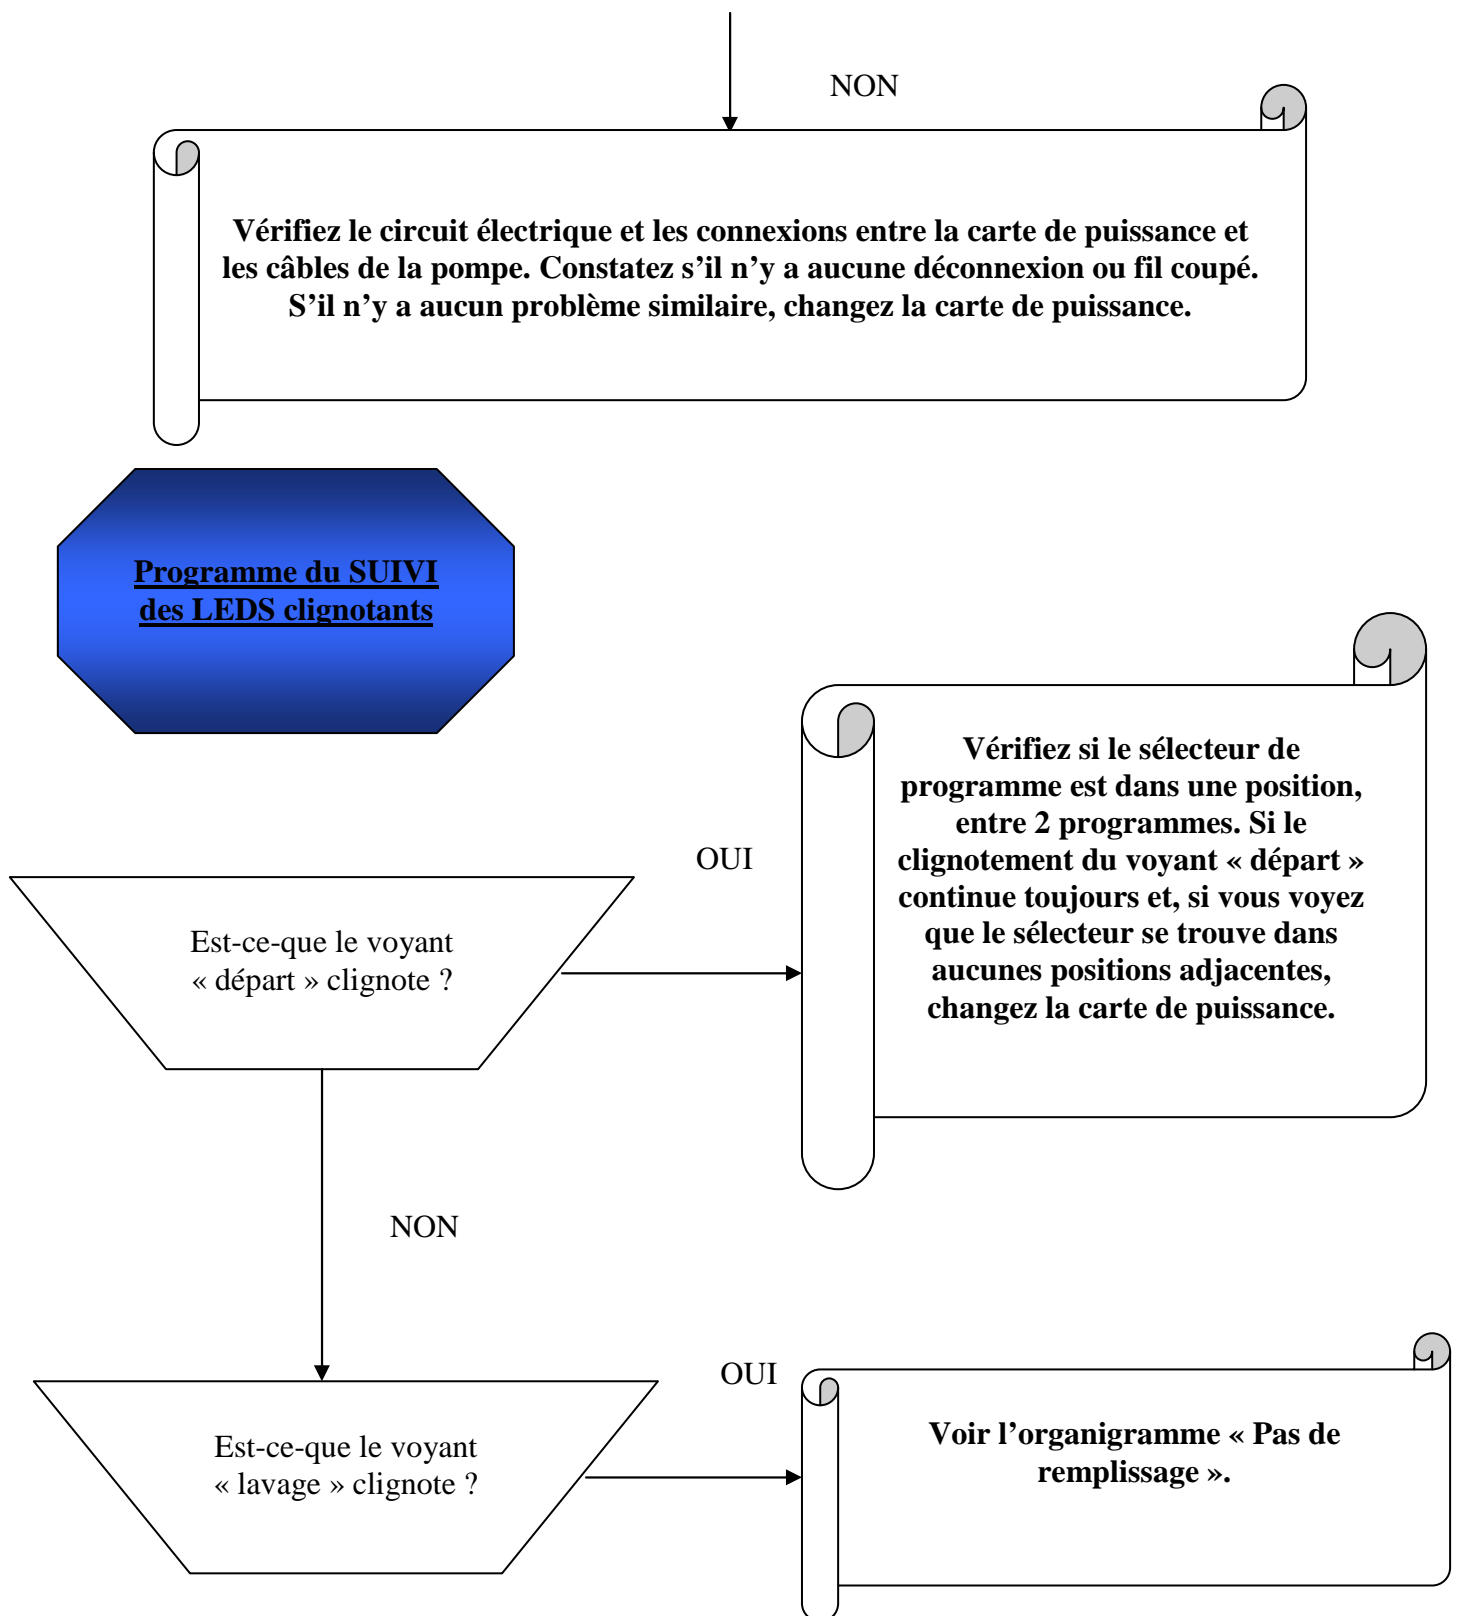 NON
Vérifiez le circuit électrique et les connexions entre la carte de puissance et
les câbles de la pompe. Constatez s’il n’y a aucune déconnexion ou fil coupé.
S’il n’y a aucun problème similaire, changez la carte de puissance.
Programme du SUIVI
des LEDS clignotants
Est-ce-que le voyant
« départ » clignote ?
OUI
Vérifiez si le sélecteur de
programme est dans une position,
entre 2 programmes. Si le
clignotement du voyant « départ »
continue toujours et, si vous voyez
que le sélecteur se trouve dans
aucunes positions adjacentes,
changez la carte de puissance.
NON
Est-ce-que le voyant
« lavage » clignote ?
OUI
Voir l’organigramme « Pas de
remplissage ».